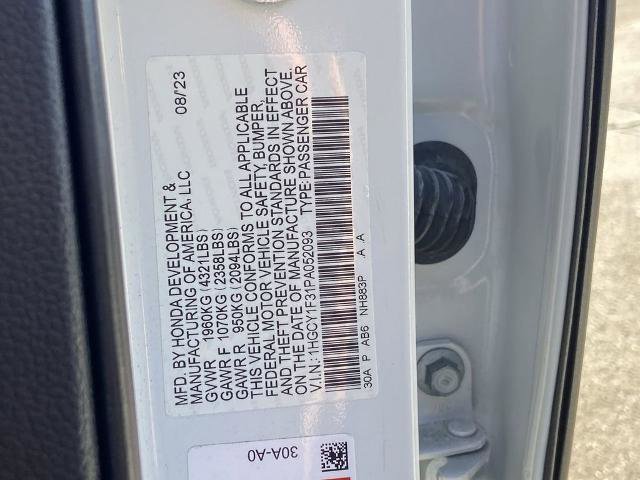 MFD. BY HONDA DEVELOPMENT & 08/'23
MANUFACTURING OF AMERICA, LLC
GVWR 1960KG (4321LBS)
GAWR F 1070KG (2358LBS)
GAWR R 950KG (2094LBS)
THIS VEHICLE CONFORMS TO ALL APPLICABLE
FEDERAL MOTOR VEHICLE SAFETY, BUMPER,
AND THEFT PREVENTION STANDARDS IN EFFECT
ON THE DATE OF MANUFACTURE SHOWN ABOVE.
V.I.N.:1HGCY1F31PA052093 TYPE:PASSENGER CAR
30A P AB6 NH883P A A
30A-A0